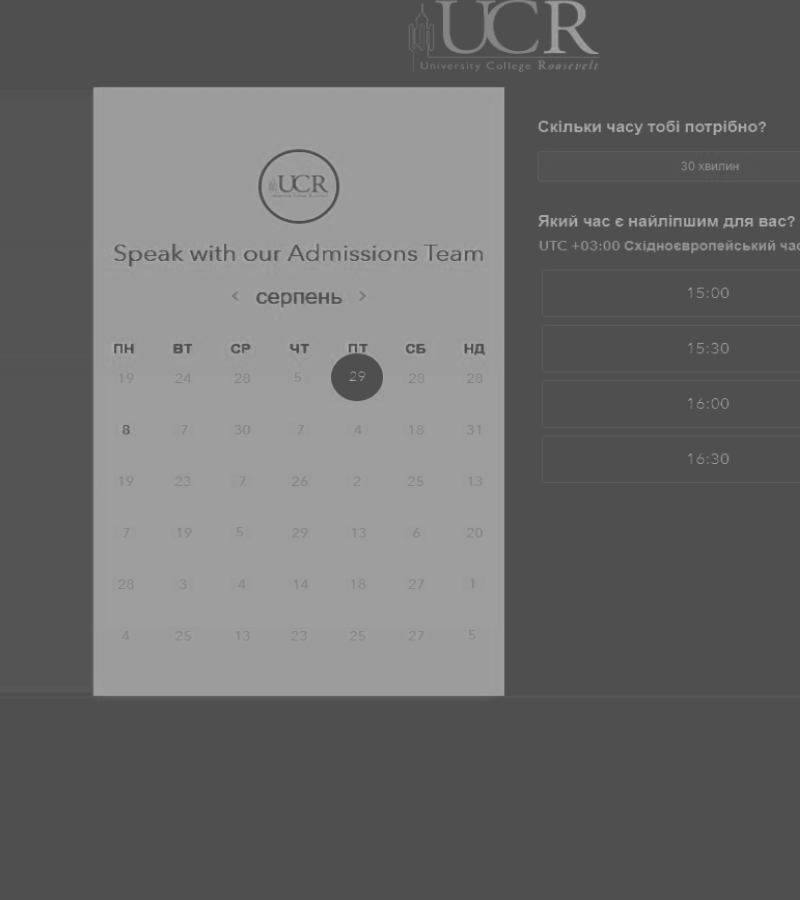 UCR
University College Roosevelt
UCR
Speak with our Admissions Team
< серпень >
ПН ВТ СР ЧТ ПТ СБ НД
19 24 28 5 29 28 28
8 7 30 7 4 18 31
19 23 7 26 2 25 13
7 19 5 29 13 6 20
28 3 4 14 18 27 1
4 25 13 23 25 27 5
Скільки часу тобі потрібно?
30 хвилин
Який час є найліпшим для вас?
UTC +03:00 Східноєвропейський час
15:00
15:30
16:00
16:30